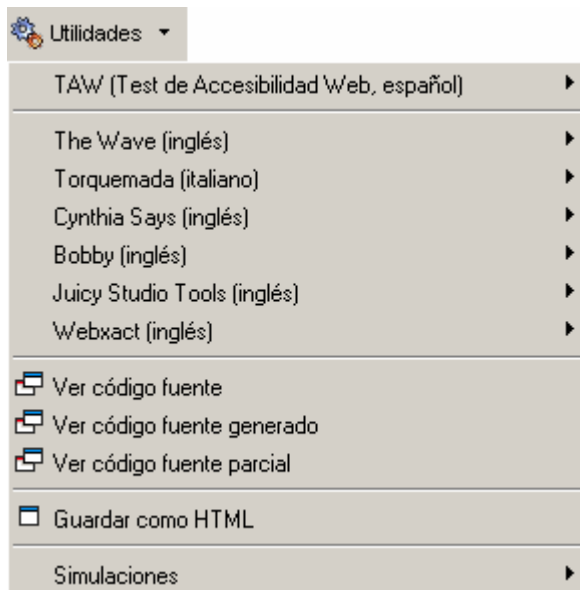 Utilidades
TAW (Test de Accesibilidad Web, español)
The Wave (inglés)
Torquemada (italiano)
Cynthia Says (inglés)
Bobby (inglés)
Juicy Studio Tools (inglés)
Webxact (inglés)
Ver código fuente
Ver código fuente generado
Ver código fuente parcial
Guardar como HTML
Simulaciones